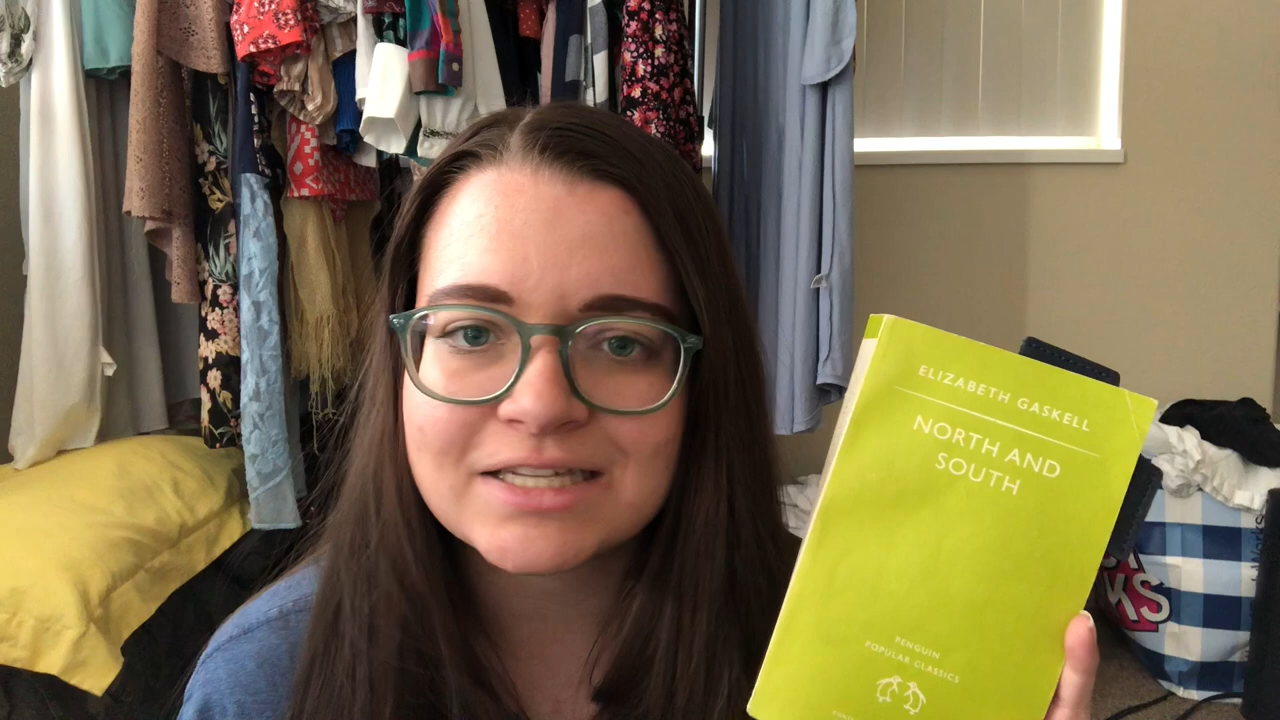 ELIZABETH GASKELL
NORTH AND
SOUTH
PENGUIN
POPULAR CLASSICS